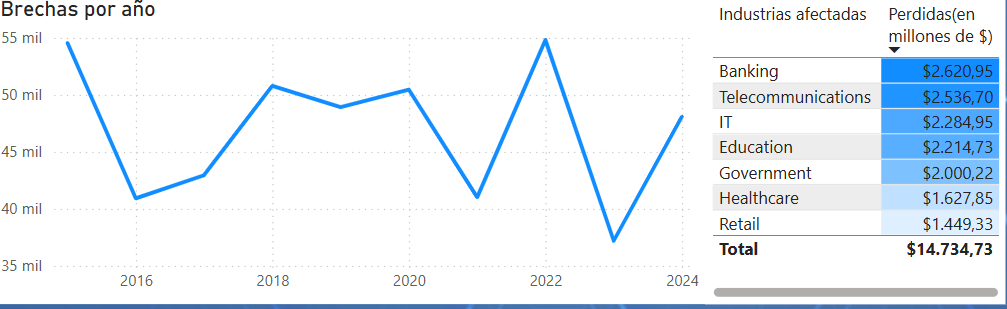 Brechas por año
55 mil
50 mil
45 mil
40 mil
35 mil
2016 2018 2020 2022 2024
Industrias afectadas Perdidas(en millones de $)
Banking $2.620,95
Telecommunications $2.536,70
IT $2.284,95
Education $2.214,73
Government $2.000,22
Healthcare $1.627,85
Retail $1.449,33
Total $14.734,73